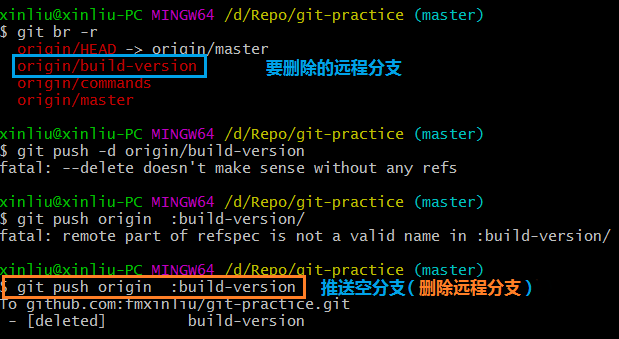 xinliu@xinliu-PC MINGW64 /d/Repo/git-practice (master)
$ git br -r
origin/HEAD -> origin/master
origin/build-version 要删除的远程分支
origin/commands
origin/master
xinliu@xinliu-PC MINGW64 /d/Repo/git-practice (master)
$ git push -d origin/build-version
fatal: --delete doesn't make sense without any refs
xinliu@xinliu-PC MINGW64 /d/Repo/git-practice (master)
$ git push origin  :build-version/
fatal: remote part of refspec is not a valid name in :build-version/
xinliu@xinliu-PC MINGW64 /d/Repo/git-practice (master)
$ git push origin  :build-version 推送空分支(删除远程分支)
To github.com:fmxinliu/git-practice.git
- [deleted]         build-version